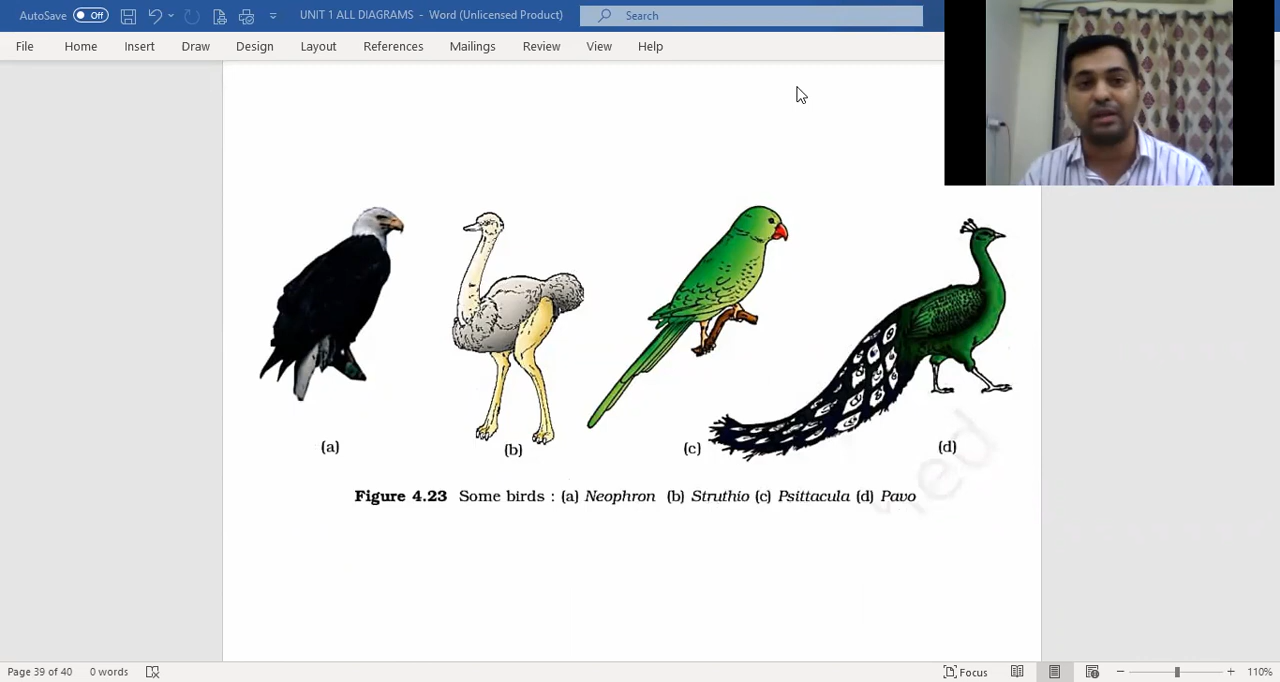 AutoSave Off UNIT 1 ALL DIAGRAMS - Word (Unlicensed Product) Search
File Home Insert Draw Design Layout References Mailings Review View Help
(a) (b) (c) (d)
Figure 4.23 Some birds : (a) Neophron (b) Struthio (c) Psittacula (d) Pavo
Page 39 of 40 0 words Focus 110%